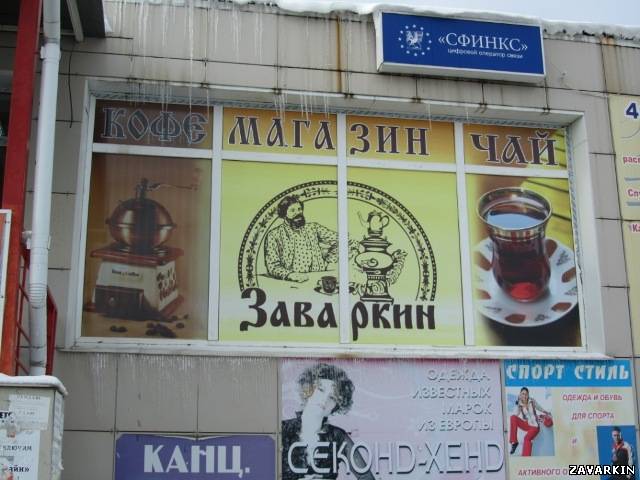 «СФИНКС»
цифровой оператор связи
КОФЕ МАГАЗИН ЧАЙ
Заваркин
4
ОДЕЖДА
ИЗВЕСТНЫХ
МАРОК
ИЗ ЕВРОПЫ
СЕКОНД-ХЕНД
СПОРТ СТИЛЬ
ОДЕЖДА И ОБУВЬ
ДЛЯ СПОРТА
И
АКТИВНОГО
КАНЦ.
ZAVARKIN